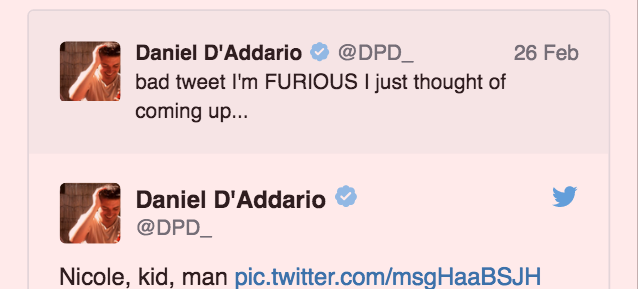 Daniel D'Addario @DPD_ 26 Feb
bad tweet I'm FURIOUS I just thought of
coming up...
Daniel D'Addario
@DPD_
Nicole, kid, man pic.twitter.com/msgHaaBSJH